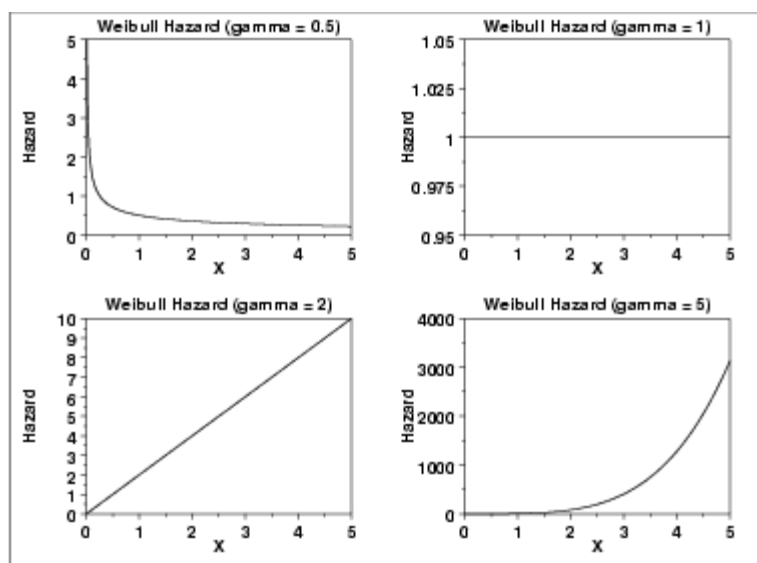 Weibull Hazard (gamma = 0.5)
5
4
3
2
1
0
Hazard
0 1 2 3 4 5
X
Weibull Hazard (gamma = 1)
1.05
1.025
1
0.975
0.95
Hazard
0 1 2 3 4 5
X
Weibull Hazard (gamma = 2)
10
9
8
7
6
5
4
3
2
1
0
Hazard
0 1 2 3 4 5
X
Weibull Hazard (gamma = 5)
4000
3000
2000
1000
0
Hazard
0 1 2 3 4 5
X